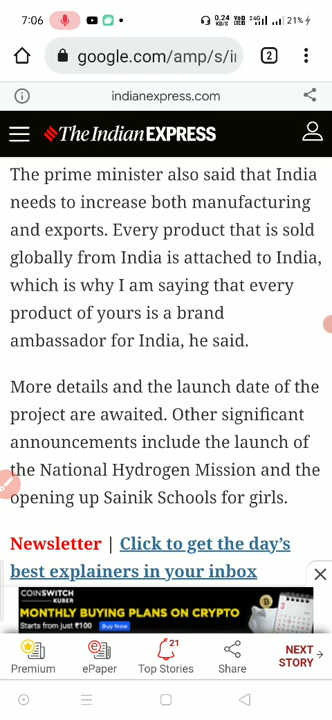 7:06
0.24 KB/S
21%
google.com/amp/s/i
2
indianexpress.com
The Indian EXPRESS
The prime minister also said that India
needs to increase both manufacturing
and exports. Every product that is sold
globally from India is attached to India,
which is why I am saying that every
product of yours is a brand
ambassador for India, he said.
More details and the launch date of the
project are awaited. Other significant
announcements include the launch of
the National Hydrogen Mission and the
opening up Sainik Schools for girls.
Newsletter | Click to get the day's
best explainers in your inbox
COINSWITCH
KUBER
MONTHLY BUYING PLANS ON CRYPTO
Starts from just ₹100 Buy Now
21
Premium ePaper Top Stories Share NEXT STORY